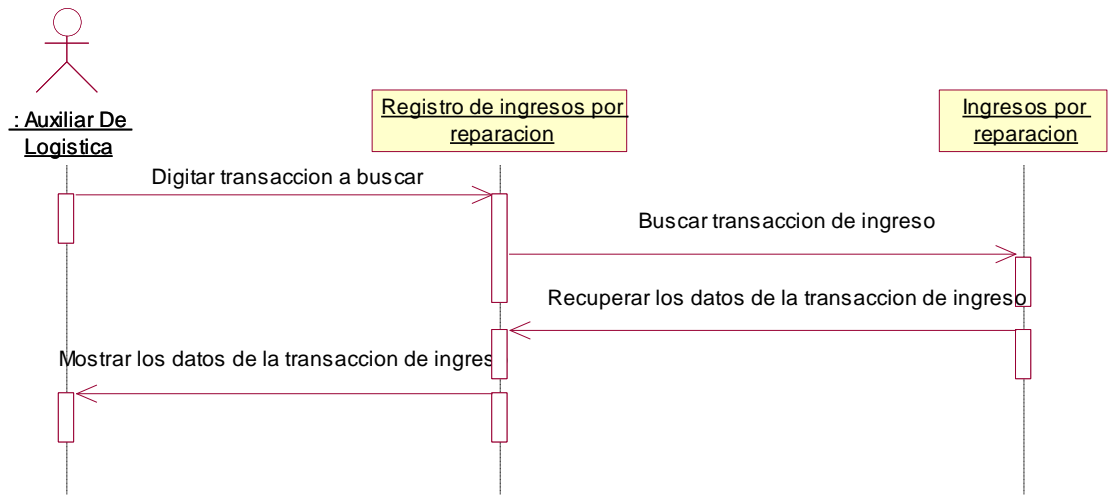 : Auxiliar De
Logistica
Registro de ingresos por
reparacion
Ingresos por
reparacion
Digitar transaccion a buscar
Buscar transaccion de ingreso
Recuperar los datos de la transaccion de ingreso
Mostrar los datos de la transaccion de ingres